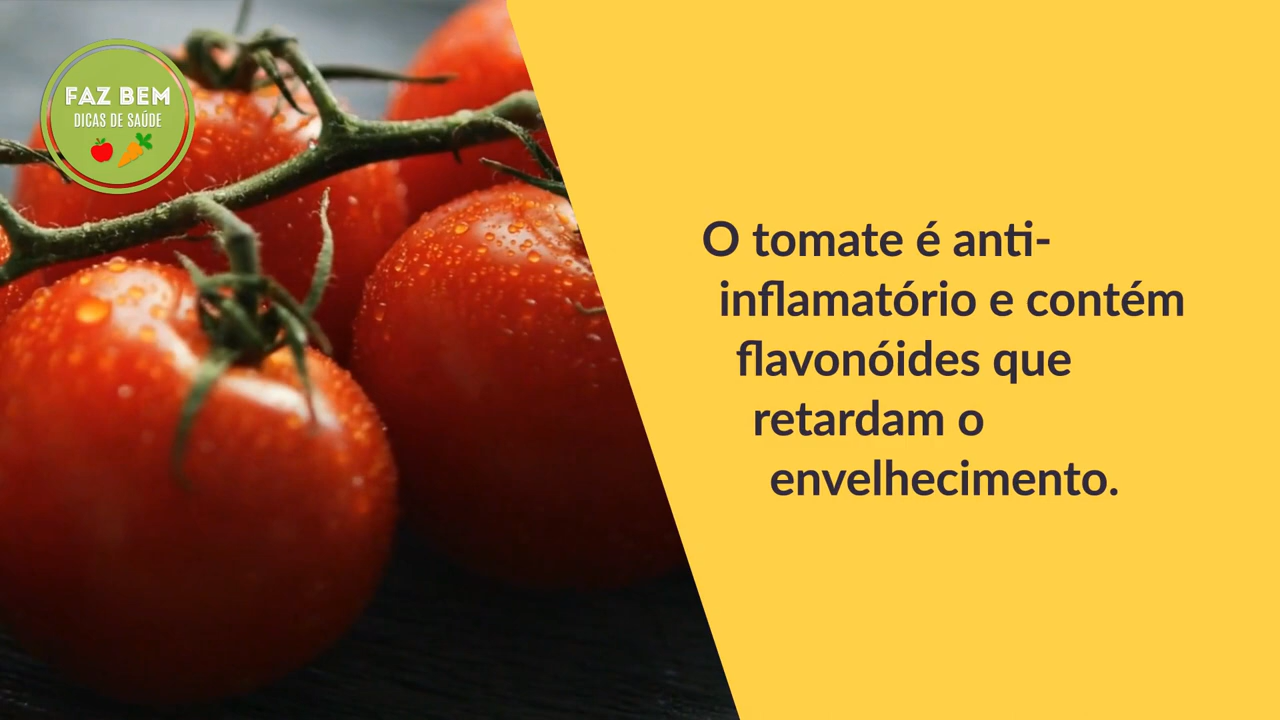 FAZ BEM
DICAS DE SAÚDE
O tomate é anti-
inflamatório e contém
flavonóides que
retardam o
envelhecimento.